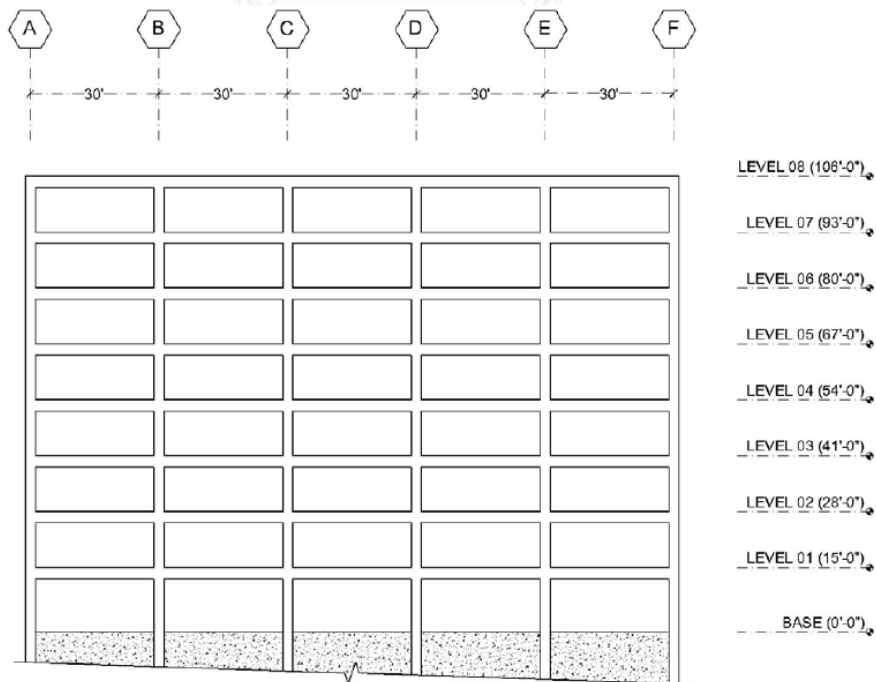 A B C D E F
30' 30' 30' 30' 30'
LEVEL 08 (106'-0")
LEVEL 07 (93'-0")
LEVEL 06 (80'-0")
LEVEL 05 (67'-0")
LEVEL 04 (54'-0")
LEVEL 03 (41'-0")
LEVEL 02 (28'-0")
LEVEL 01 (15'-0")
BASE (0'-0")